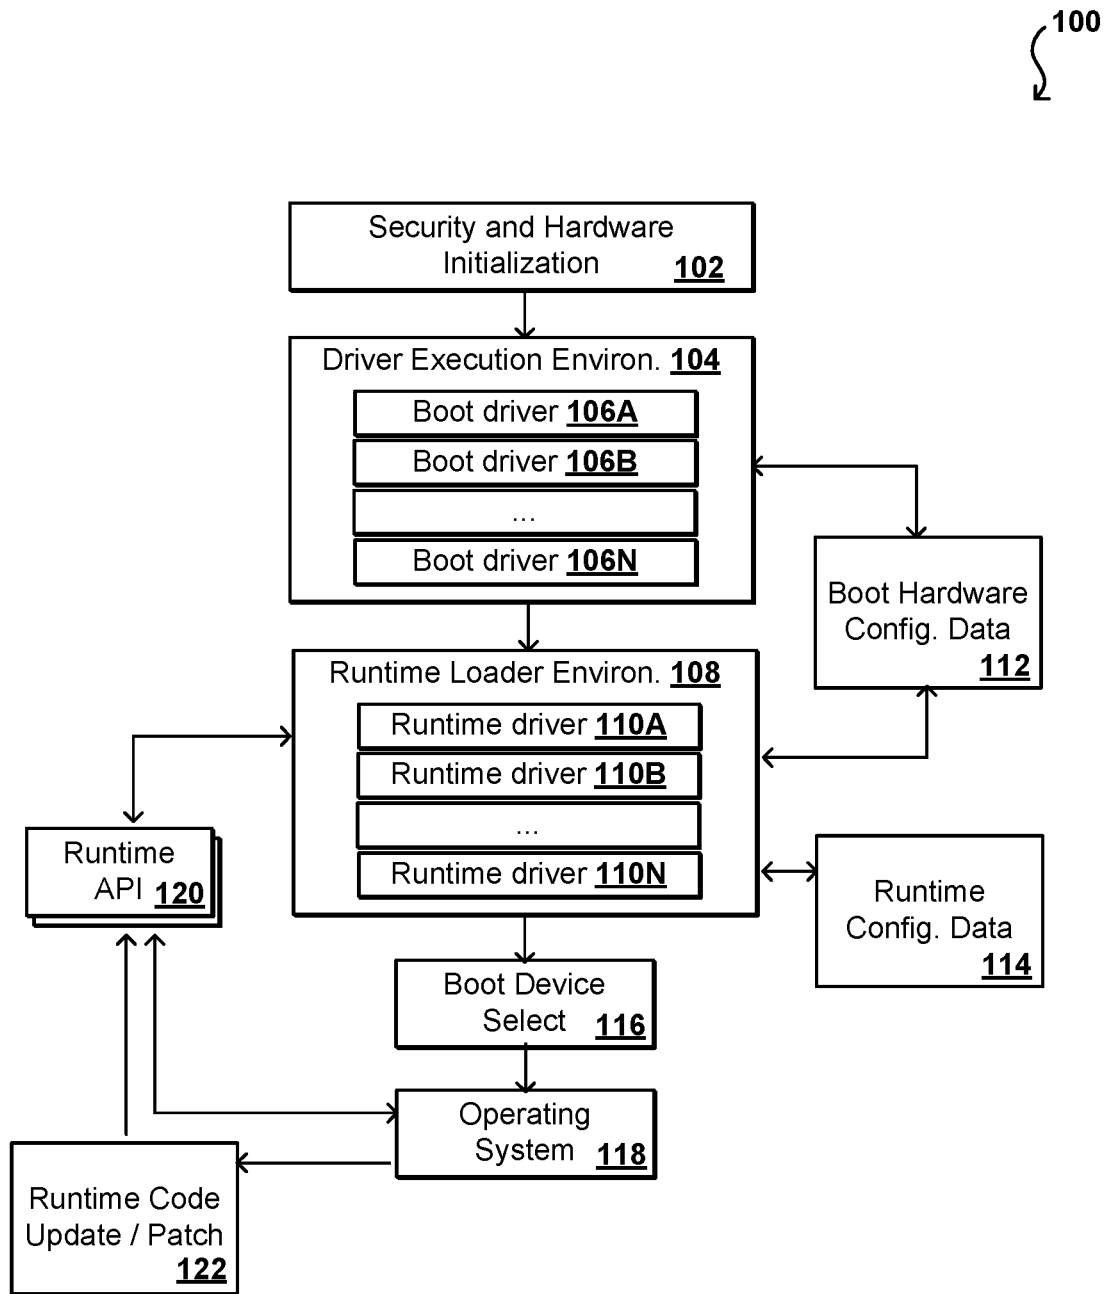 100
Security and Hardware
Initialization 102
Driver Execution Environ. 104
Boot driver 106A
Boot driver 106B
...
Boot driver 106N
Boot Hardware
Config. Data
112
Runtime Loader Environ. 108
Runtime driver 110A
Runtime driver 110B
...
Runtime driver 110N
Runtime
API 120
Runtime
Config. Data
114
Boot Device
Select 116
Operating
System 118
Runtime Code
Update / Patch
122